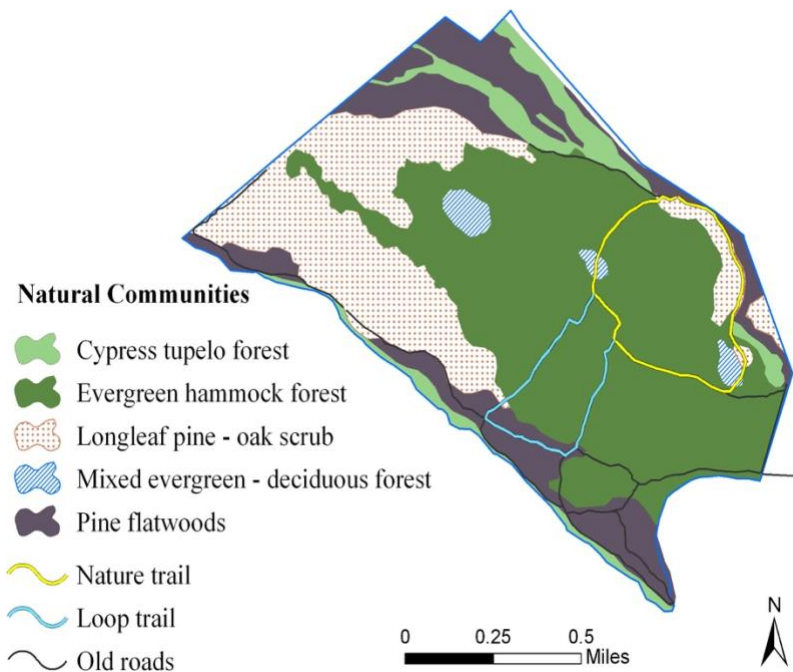 Natural Communities
Cypress tupelo forest
Evergreen hammock forest
Longleaf pine - oak scrub
Mixed evergreen - deciduous forest
Pine flatwoods
Nature trail
Loop trail
Old roads
0 0.25 0.5
Miles
N